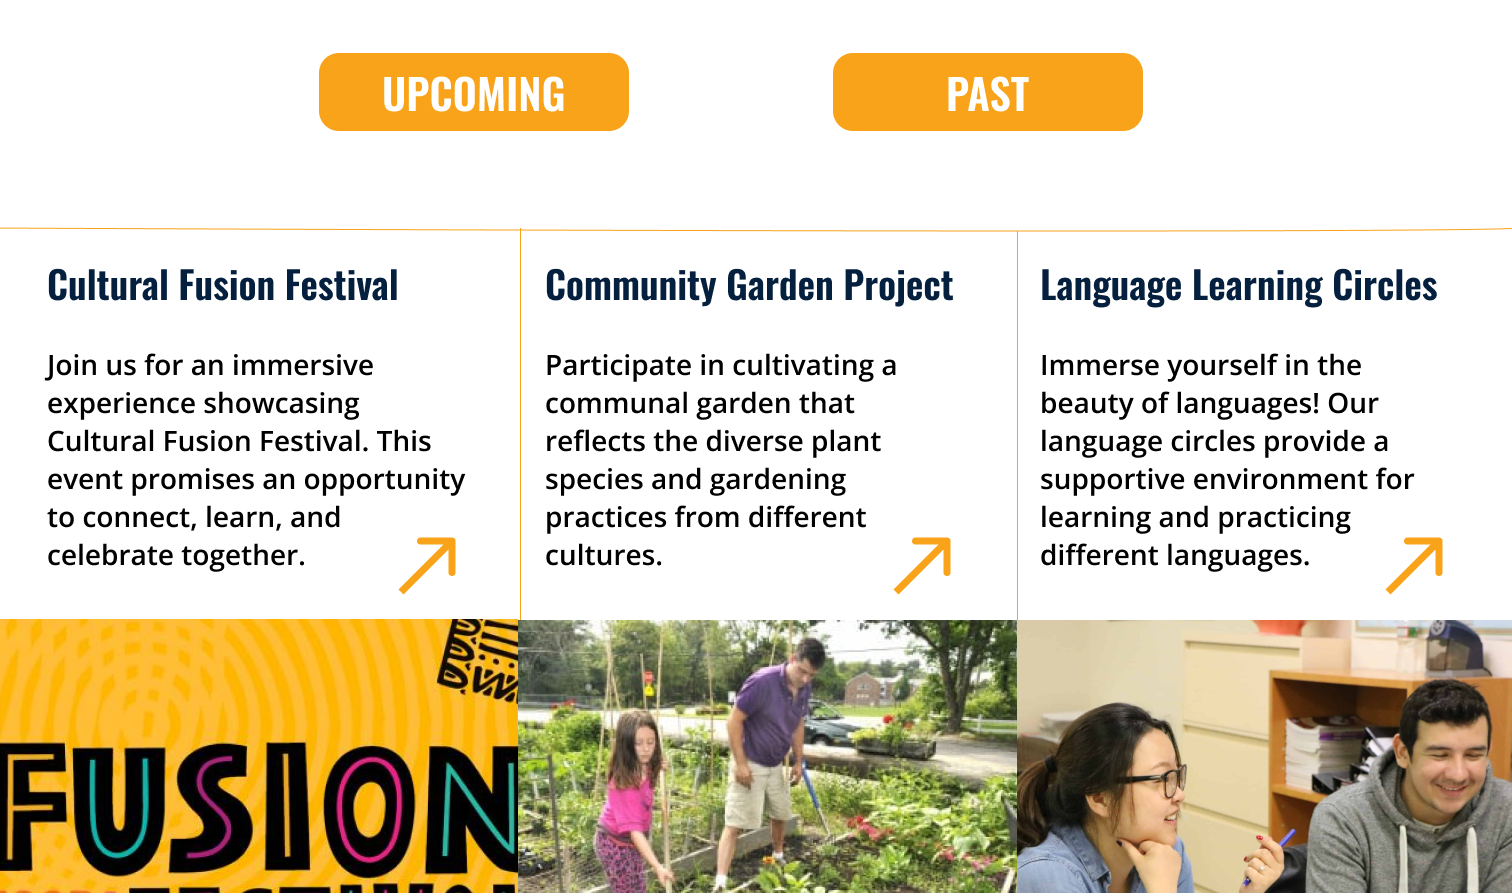 UPCOMING
PAST
Cultural Fusion Festival
Join us for an immersive
experience showcasing
Cultural Fusion Festival. This
event promises an opportunity
to connect, learn, and
celebrate together.
Community Garden Project
Participate in cultivating a
communal garden that
reflects the diverse plant
species and gardening
practices from different
cultures.
Language Learning Circles
Immerse yourself in the
beauty of languages! Our
language circles provide a
supportive environment for
learning and practicing
different languages.
FUSION